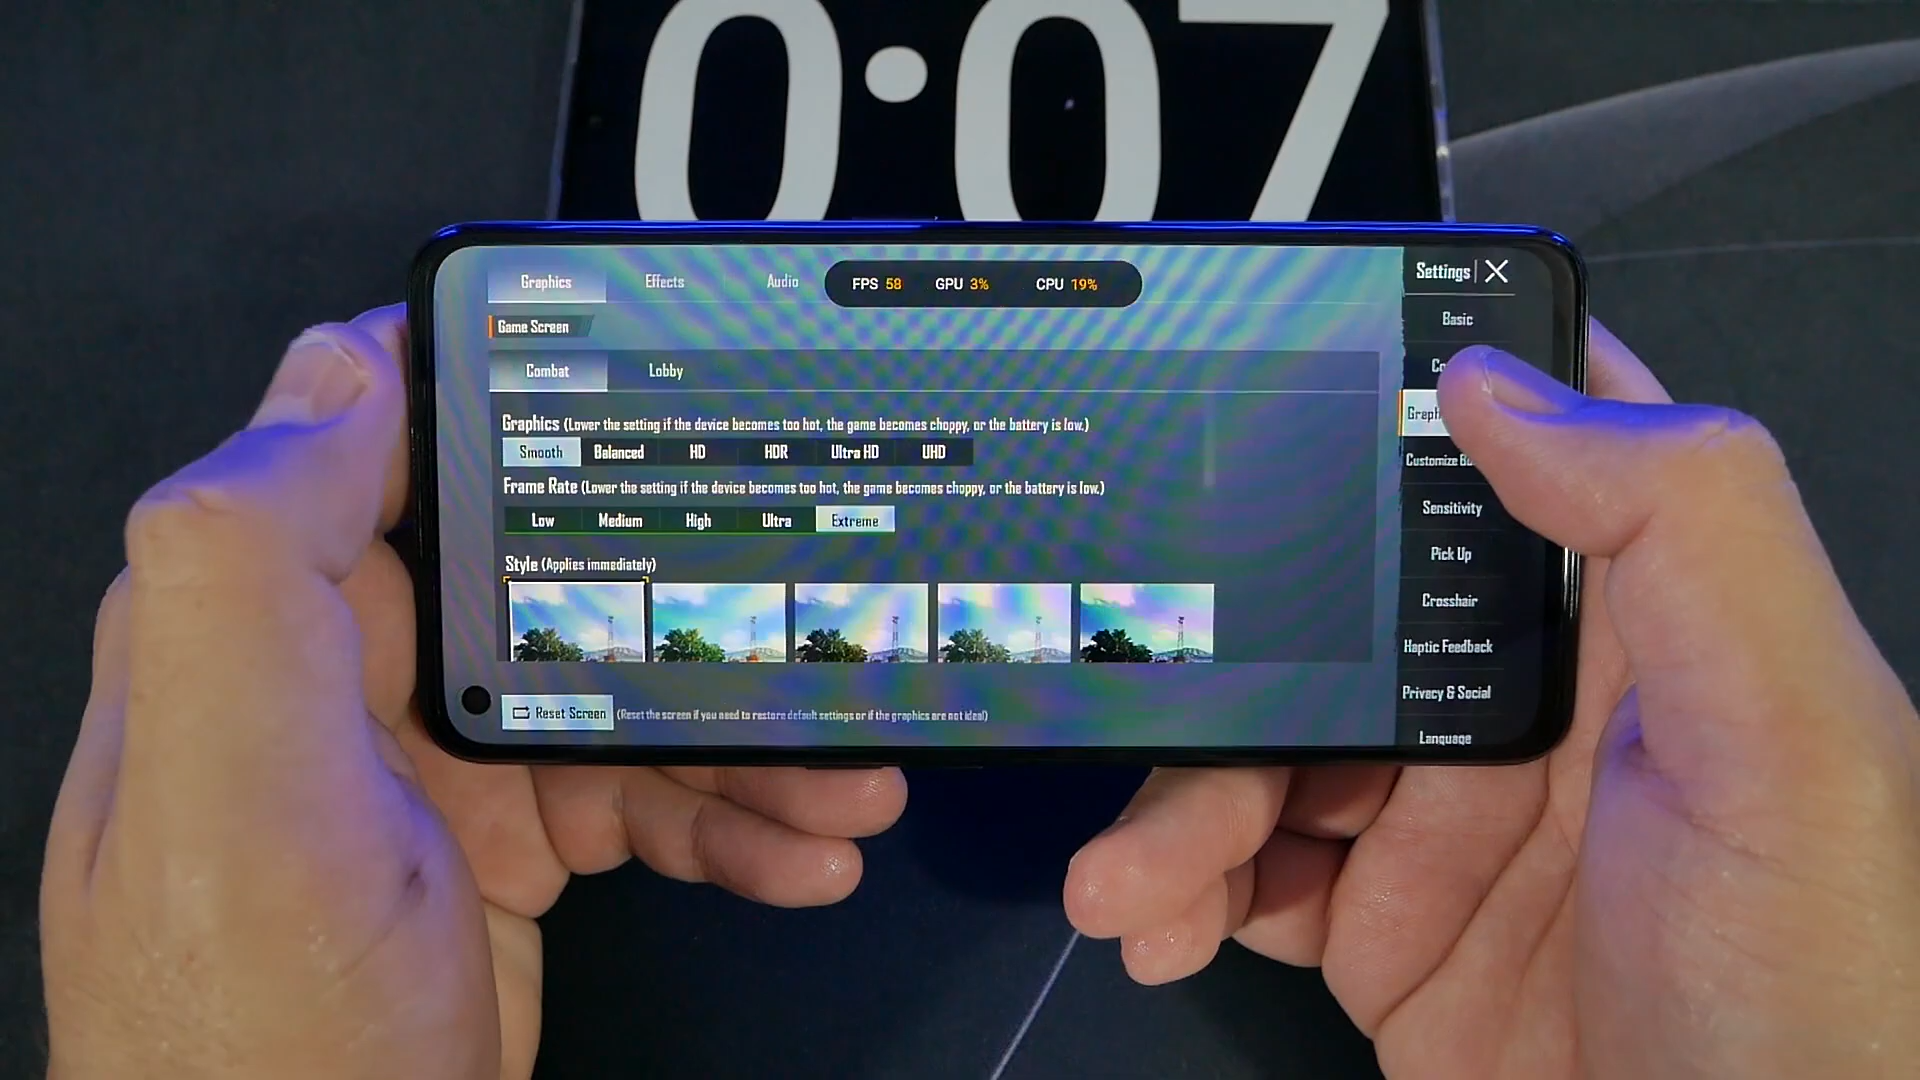 0:07
Graphics Effects Audio FPS 58 GPU 3% CPU 19% Settings
Game Screen
Combat Lobby
Graphics (Lower the setting if the device becomes too hot, the game becomes choppy, or the battery is low.)
Smooth Balanced HD HDR Ultra HD UHD
Frame Rate (Lower the setting if the device becomes too hot, the game becomes choppy, or the battery is low.)
Low Medium High Ultra Extreme
Style (Applies immediately)
Reset Screen (Reset the screen if you need to restore default settings or if the graphics are not ideal)
Basic
Customize
Sensitivity
Pick Up
Crosshair
Haptic Feedback
Privacy & Social
Language